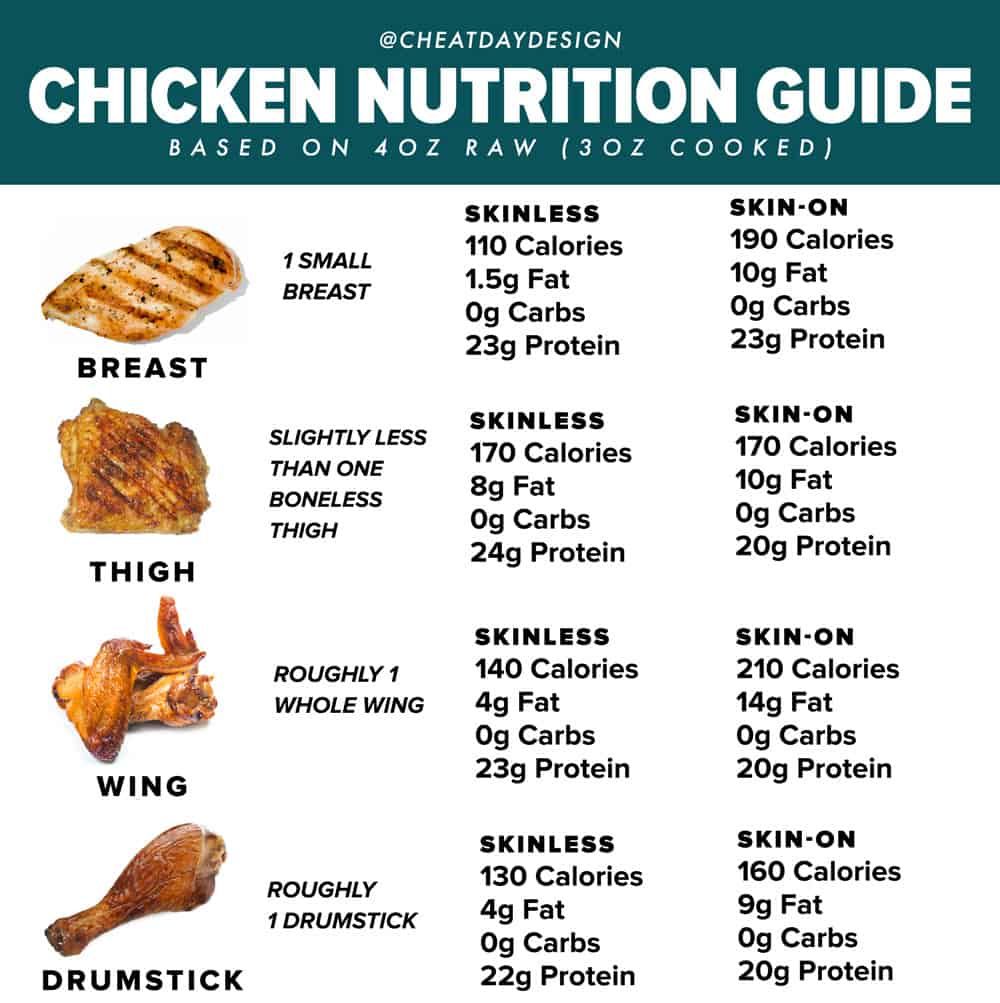 @CHEATDAYDESIGN
CHICKEN NUTRITION GUIDE
BASED ON 4OZ RAW (3OZ COOKED)
BREAST
1 SMALL
BREAST
SKINLESS
110 Calories
1.5g Fat
0g Carbs
23g Protein
SKIN-ON
190 Calories
10g Fat
0g Carbs
23g Protein
THIGH
SLIGHTLY LESS
THAN ONE
BONELESS
THIGH
SKINLESS
170 Calories
8g Fat
0g Carbs
24g Protein
SKIN-ON
170 Calories
10g Fat
0g Carbs
20g Protein
WING
ROUGHLY 1
WHOLE WING
SKINLESS
140 Calories
4g Fat
0g Carbs
23g Protein
SKIN-ON
210 Calories
14g Fat
0g Carbs
20g Protein
DRUMSTICK
ROUGHLY
1 DRUMSTICK
SKINLESS
130 Calories
4g Fat
0g Carbs
22g Protein
SKIN-ON
160 Calories
9g Fat
0g Carbs
20g Protein